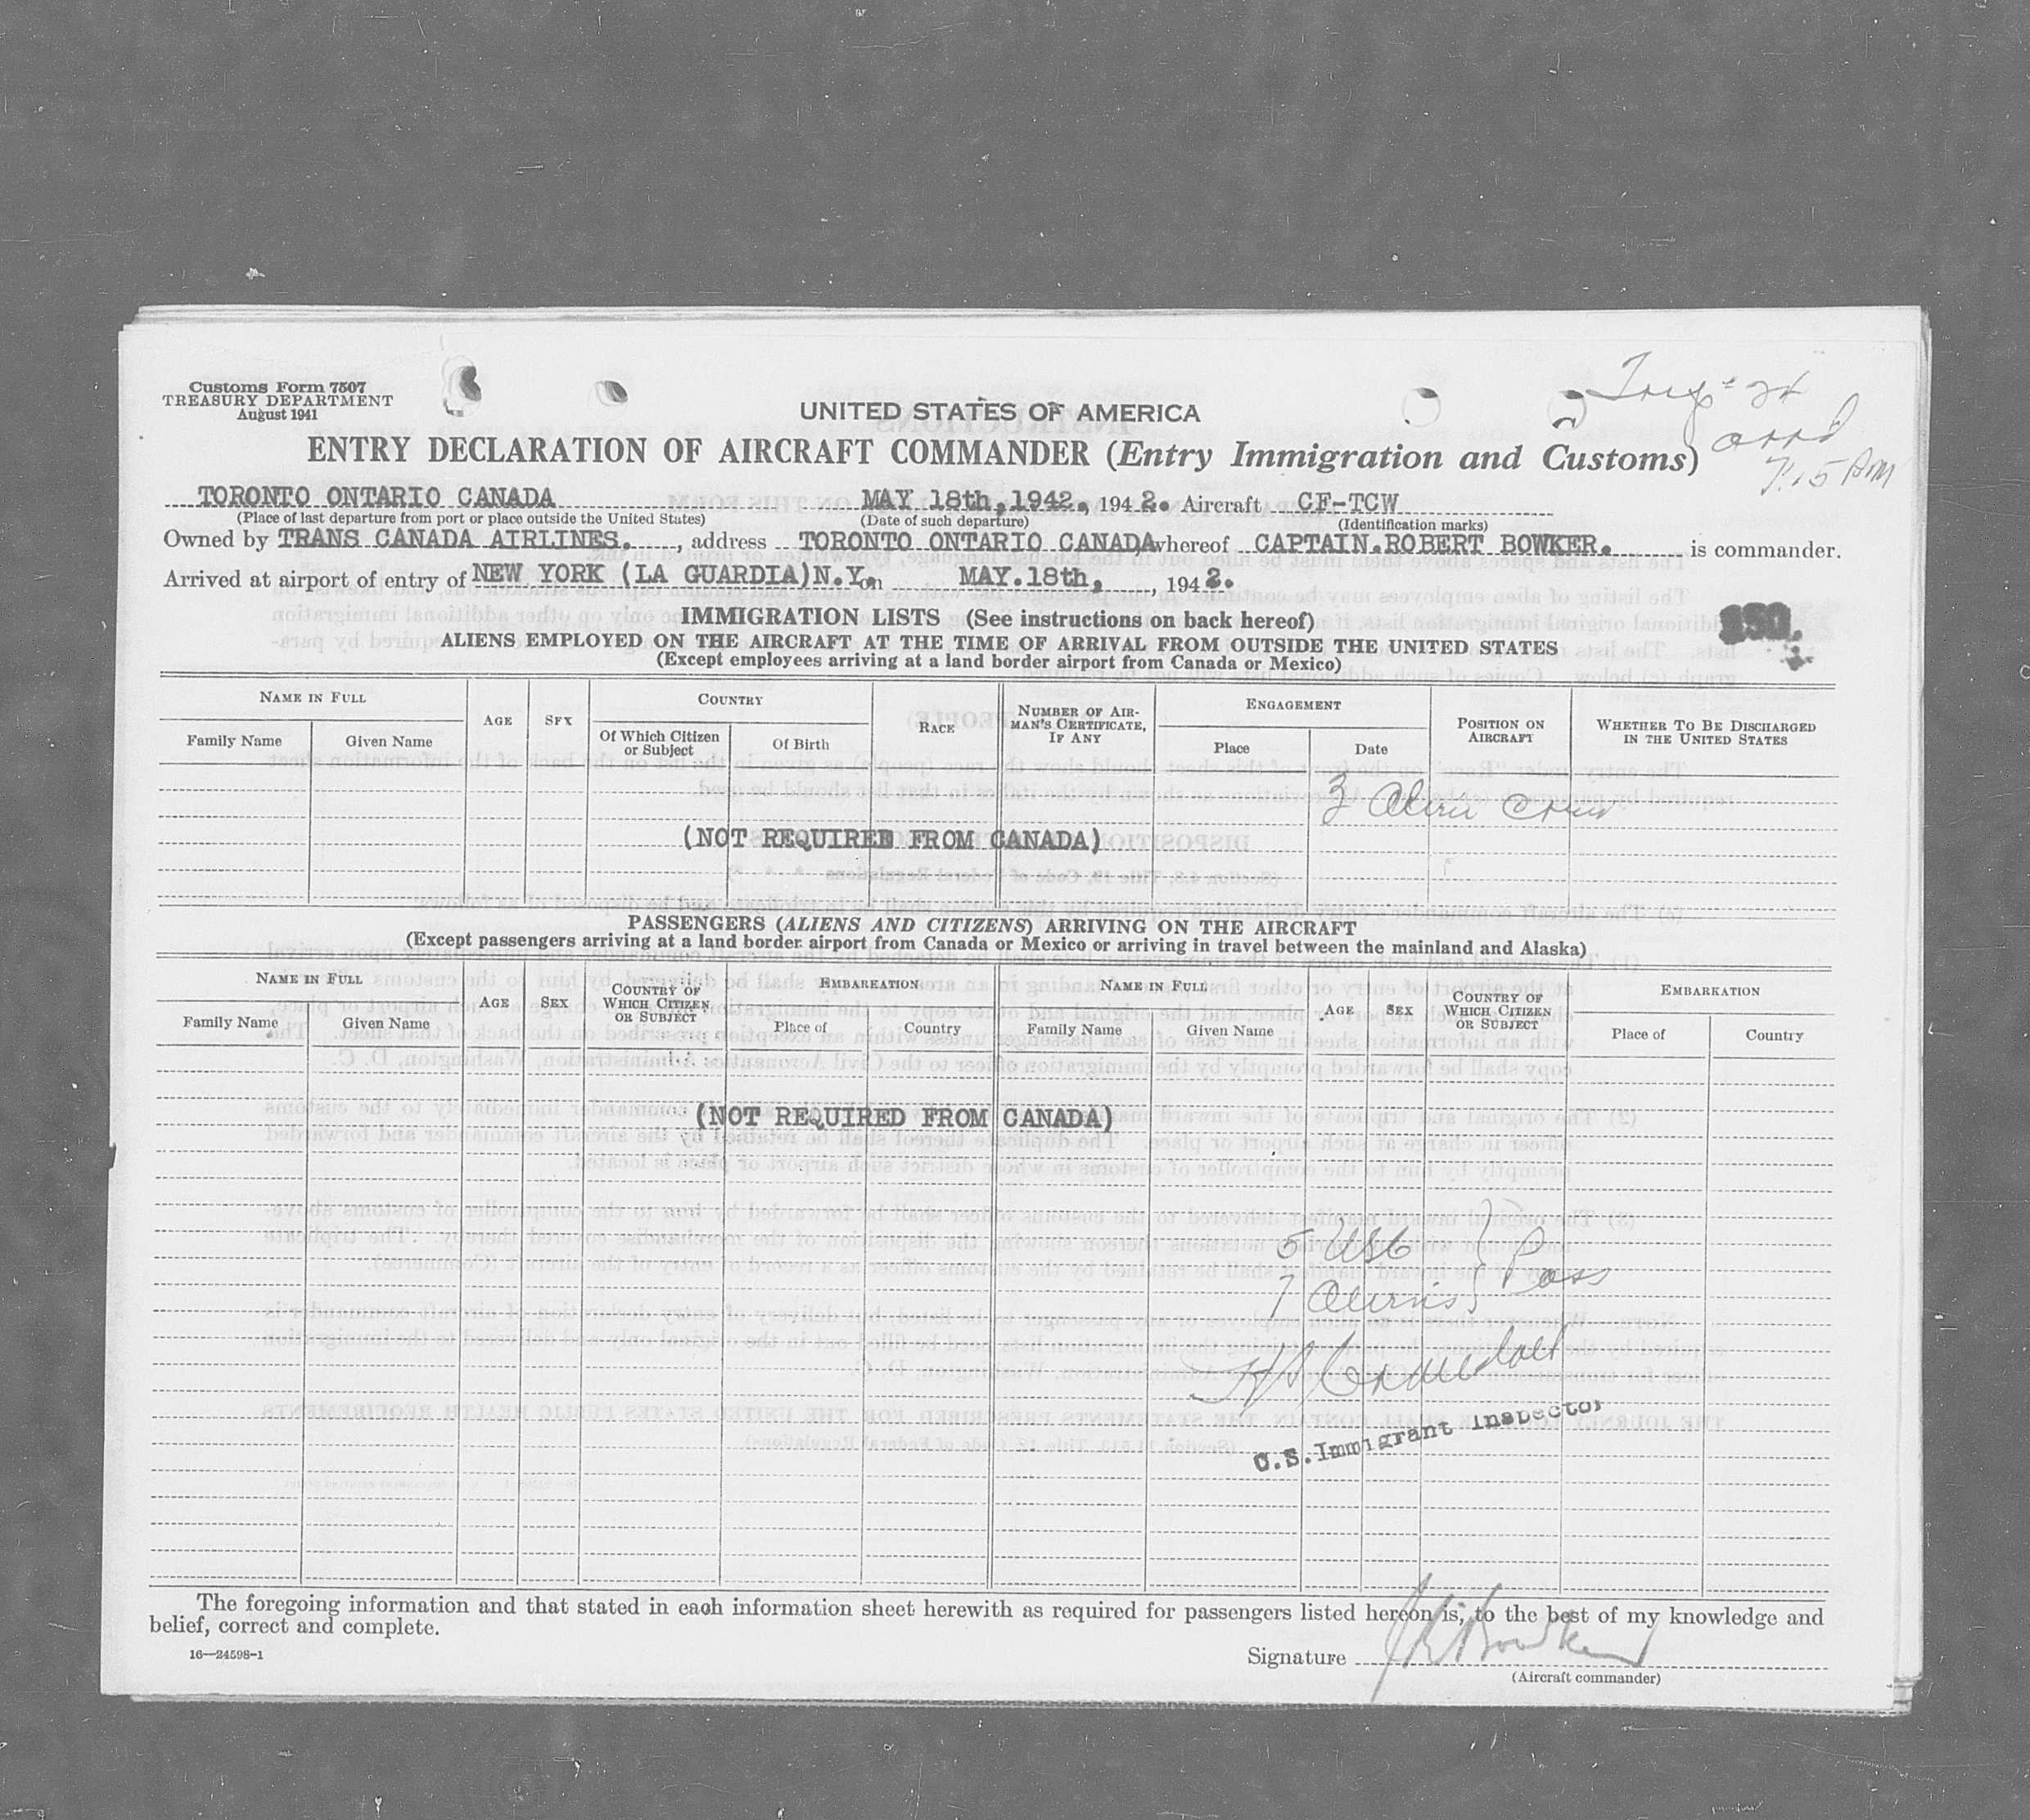 Customs Form 7507
TREASURY DEPARTMENT
August 1941
UNITED STATES OF AMERICA
ENTRY DECLARATION OF AIRCRAFT COMMANDER (Entry Immigration and Customs)
arrd
7:15 PM
TORONTO ONTARIO CANADA MAY 18th, 1942. , 1942. Aircraft CF-TCW
(Place of last departure from port or place outside the United States) (Date of such departure) (Identification marks)
Owned by TRANS CANADA AIRLINES. , address TORONTO ONTARIO CANADA whereof CAPTAIN.ROBERT BOWKER. is commander.
Arrived at airport of entry of NEW YORK (LA GUARDIA)N.Y. on MAY.18th, , 1942.
IMMIGRATION LISTS (See instructions on back hereof)
150
ALIENS EMPLOYED ON THE AIRCRAFT AT THE TIME OF ARRIVAL FROM OUTSIDE THE UNITED STATES
(Except employees arriving at a land border airport from Canada or Mexico)
NAME IN FULL AGE SEX COUNTRY RACE NUMBER OF AIRMAN'S CERTIFICATE, IF ANY ENGAGEMENT POSITION ON AIRCRAFT WHETHER TO BE DISCHARGED IN THE UNITED STATES
Family Name Given Name Of Which Citizen or Subject Of Birth Place Date
3 Alien Crew
(NOT REQUIRED FROM CANADA)
PASSENGERS (ALIENS AND CITIZENS) ARRIVING ON THE AIRCRAFT
(Except passengers arriving at a land border airport from Canada or Mexico or arriving in travel between the mainland and Alaska)
NAME IN FULL AGE SEX COUNTRY OF WHICH CITIZEN OR SUBJECT EMBARKATION NAME IN FULL AGE SEX COUNTRY OF WHICH CITIZEN OR SUBJECT EMBARKATION
Family Name Given Name Place of Country Family Name Given Name Place of Country
(NOT REQUIRED FROM CANADA)
5 USC
7 Aliens } Pass
U.S. Immigrant Inspector
The foregoing information and that stated in each information sheet herewith as required for passengers listed hereon is, to the best of my knowledge and
belief, correct and complete.
16—24598-1
Signature
(Aircraft commander)